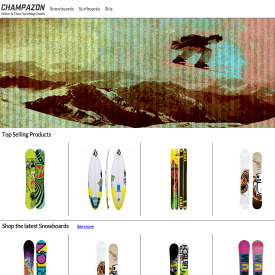 CHAMPAZON
Water & Snow Sporting Goods
Snowboards Surfboards Skis
Top Selling Products
Shop the latest Snowboards See more